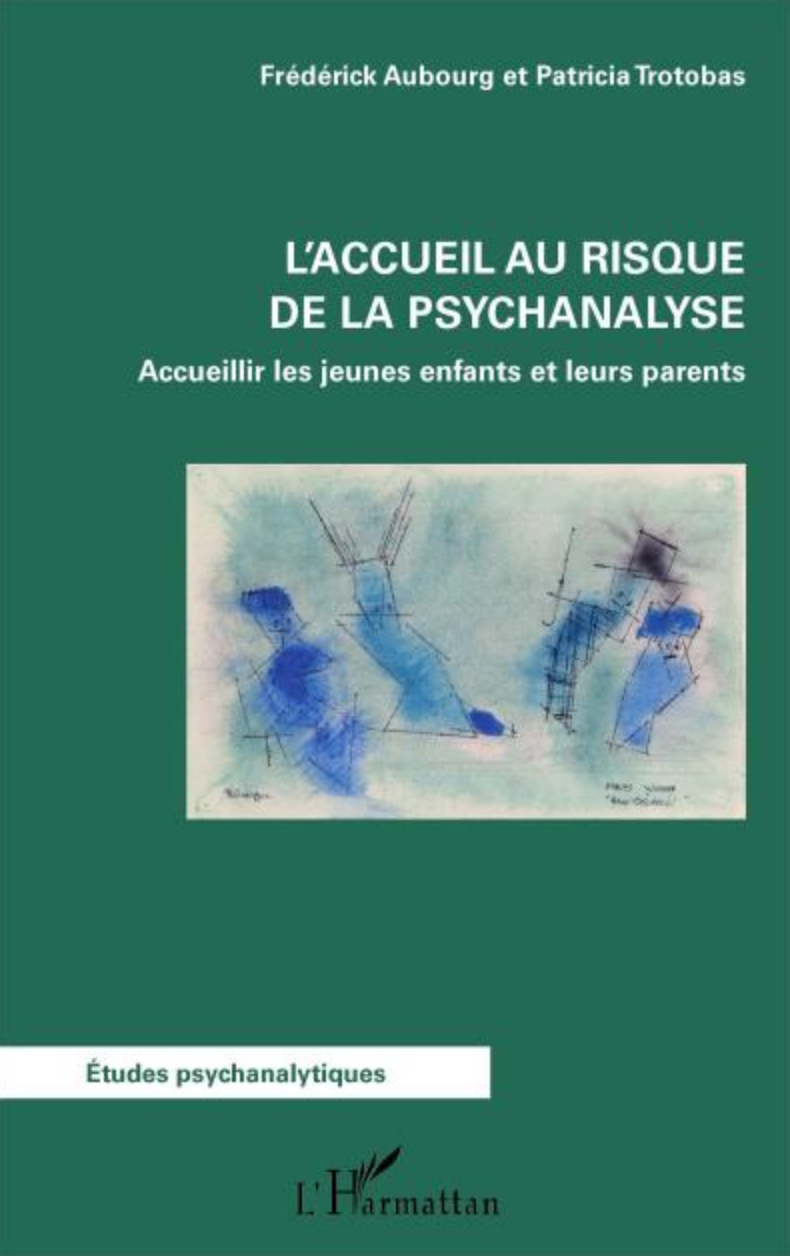 Frédérick Aubourg et Patricia Trotobas
L'ACCUEIL AU RISQUE
DE LA PSYCHANALYSE
Accueillir les jeunes enfants et leurs parents
Études psychanalytiques
L'Harmattan